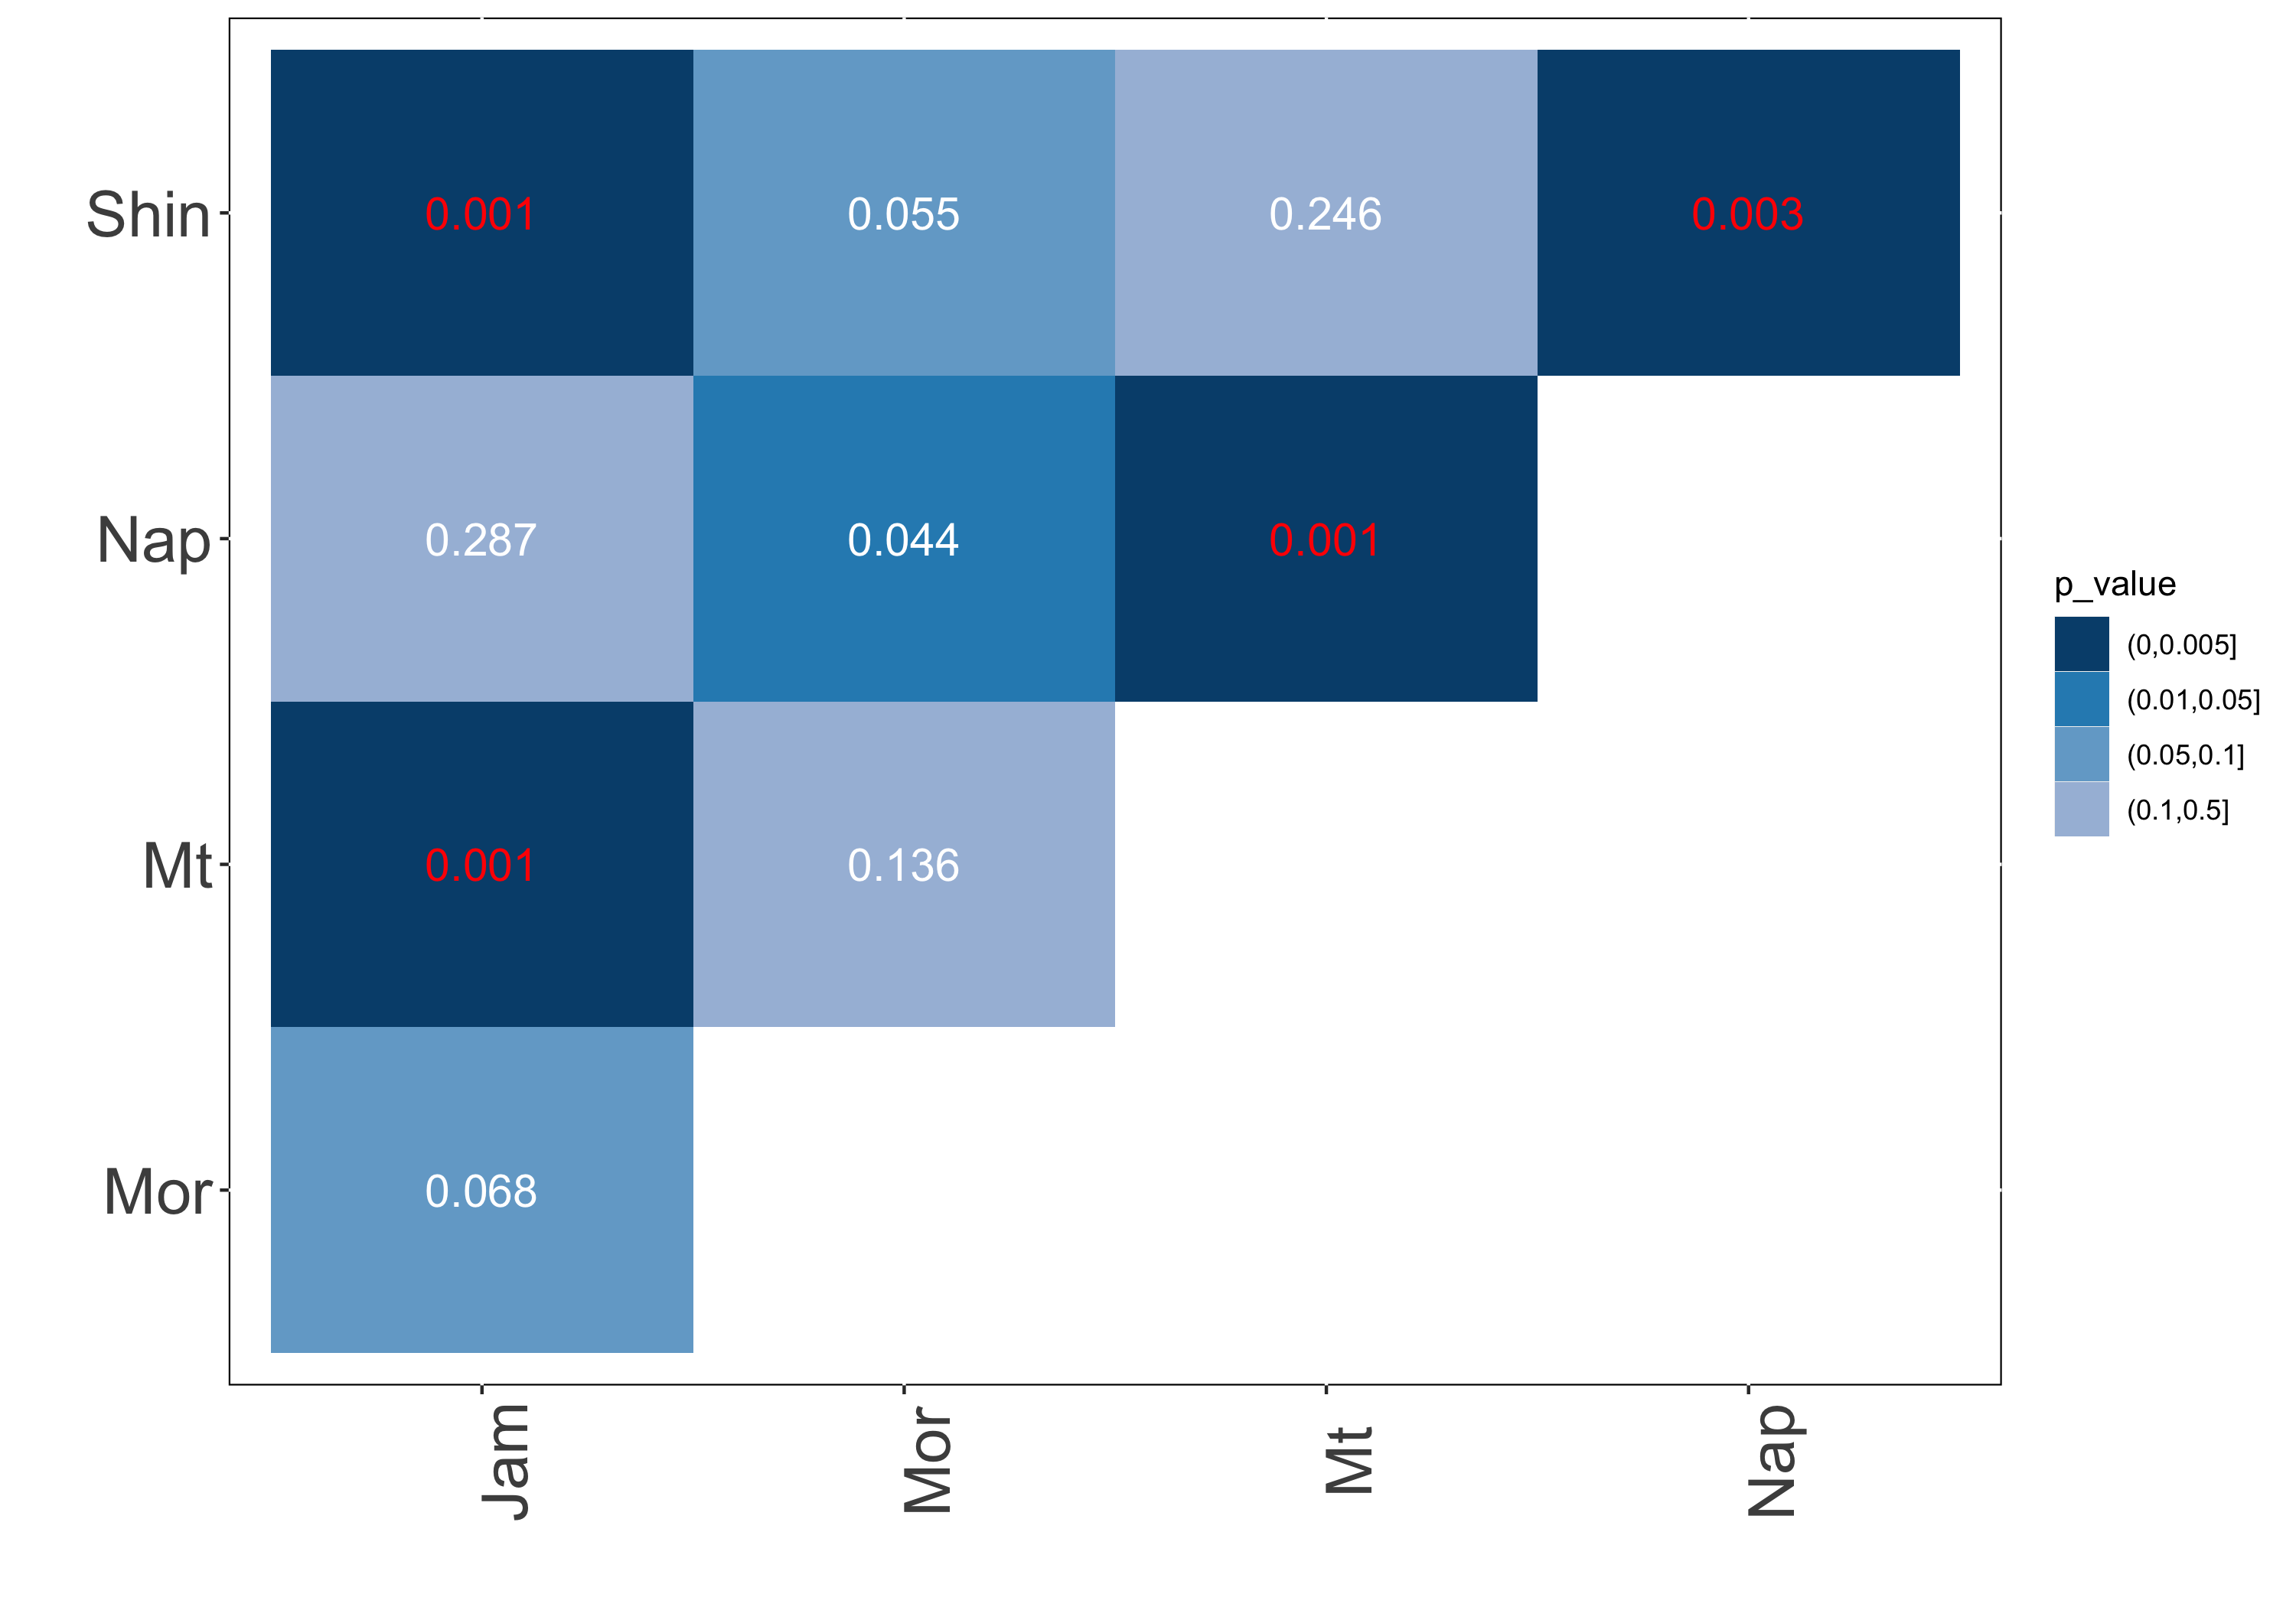 Shin 0.001 0.055 0.246 0.003
Nap 0.287 0.044 0.001
Mt 0.001 0.136
Mor 0.068
Jam Mor Mt Nap
p_value
(0,0.005]
(0.01,0.05]
(0.05,0.1]
(0.1,0.5]